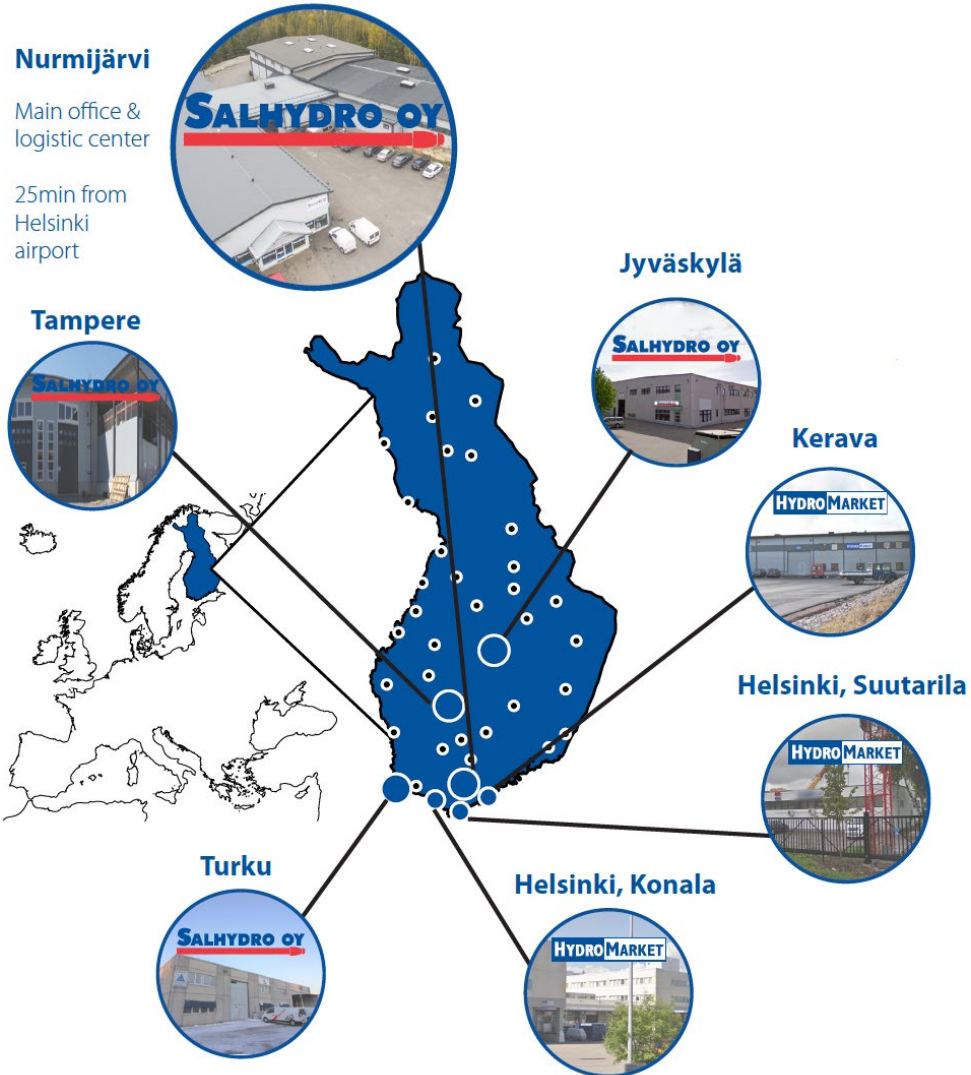 Nurmijärvi
Main office &
logistic center
25min from
Helsinki
airport
SALHYDRO OY
Jyväskylä
SALHYDRO OY
Tampere
SALHYDRO OY
Kerava
HYDROMARKET
Helsinki, Suutarila
HYDROMARKET
Turku
SALHYDRO OY
Helsinki, Konala
HYDROMARKET